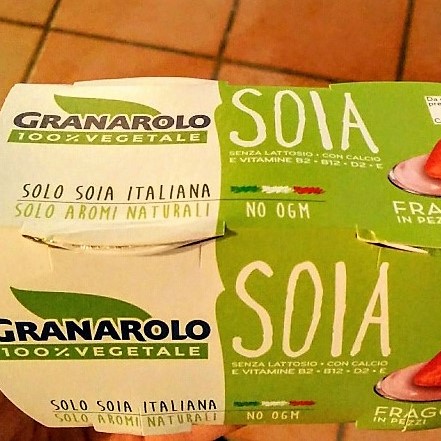 GRANAROLO
100% VEGETALE
SOIA
SENZA LATTOSIO • CON CALCIO
E VITAMINE B2 • B12 • D2 • E
SOLO SOIA ITALIANA
SOLO AROMI NATURALI
NO OGM
FRAG
IN PEZZI
GRANAROLO
100% VEGETALE
SOIA
SENZA LATTOSIO • CON CALCIO
E VITAMINE B2 • B12 • D2 • E
SOLO SOIA ITALIANA
SOLO AROMI NATURALI
NO OGM
FRAGO
IN PEZZI